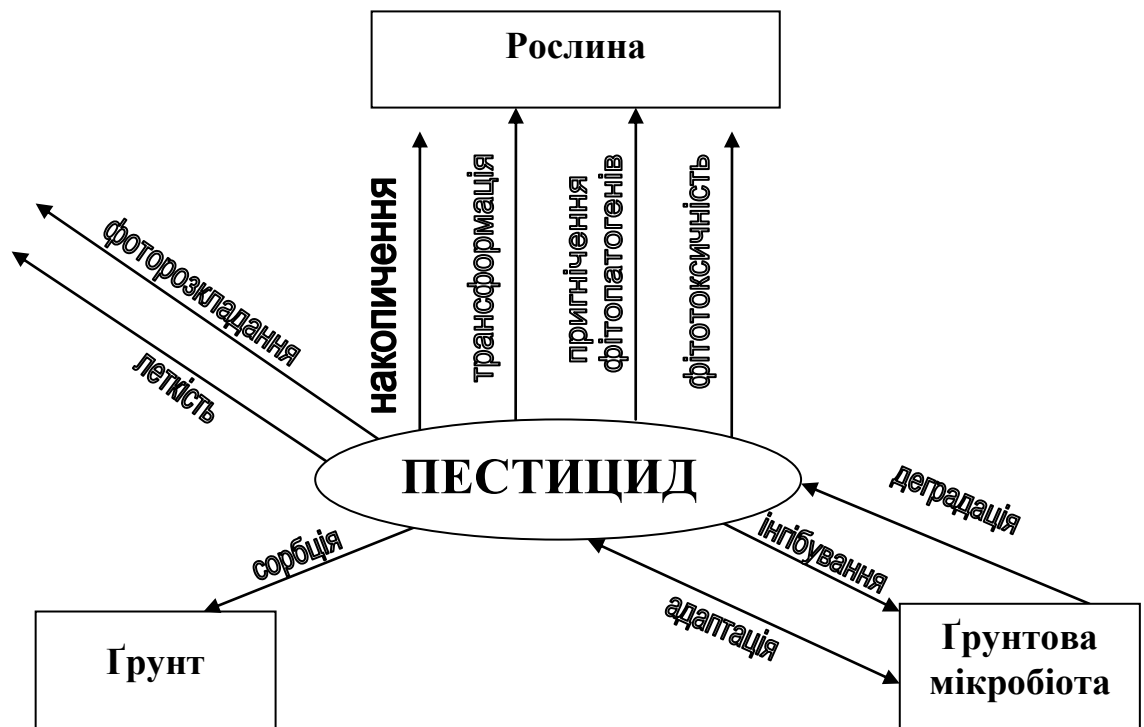 Рослина
накопичення
трансформація
пригнічення
фітопатогенів
фітотоксичність
фоторозкладання
леткість
ПЕСТИЦИД
сорбція
деградація
інгібування
адаптація
Ґрунт
Ґрунтова
мікробіота